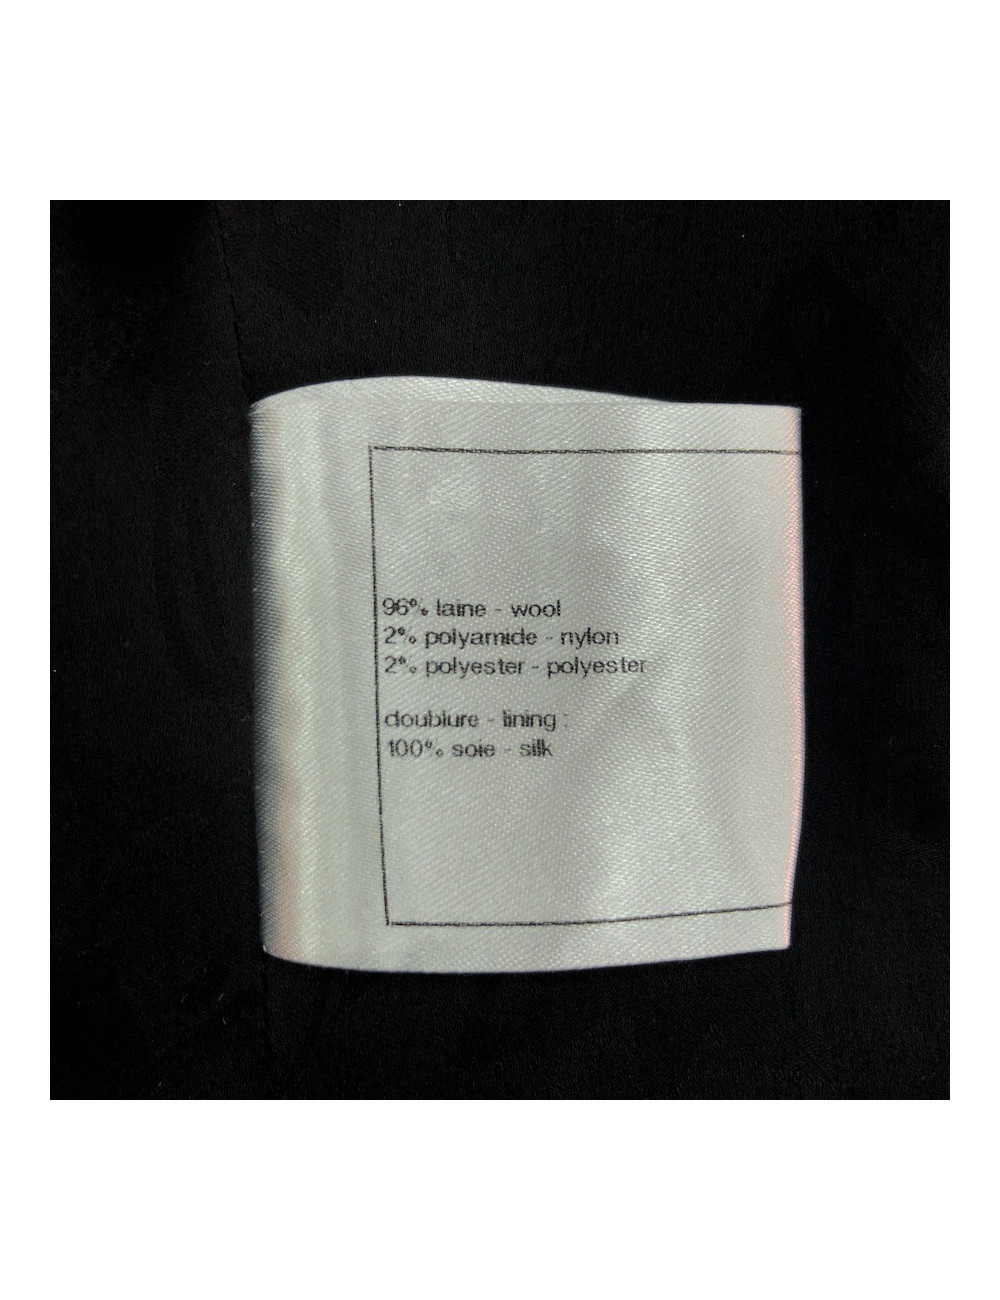 96% laine - wool
2% polyamide - nylon
2% polyester - polyester
doublure - lining :
100% soie - silk